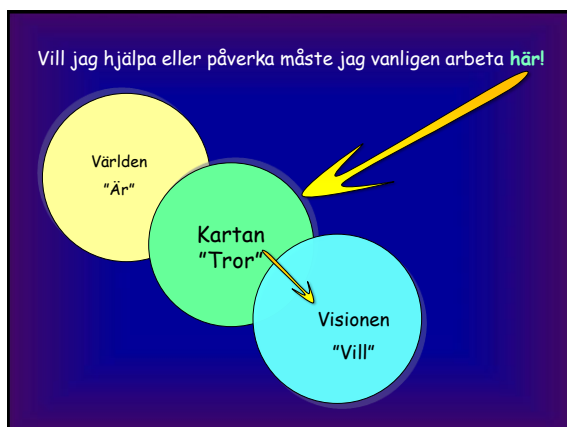 Vill jag hjälpa eller påverka måste jag vanligen arbeta här!
Världen
"Är"
Kartan
"Tror"
Visionen
"Vill"